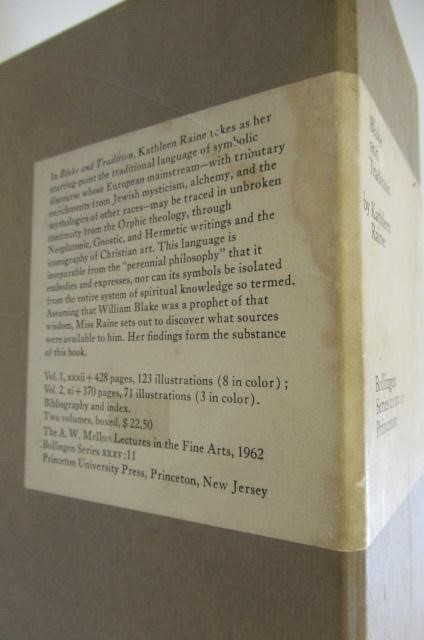 In Blake and Tradition, Kathleen Raine takes as her
starting-point the traditional language of symbolic
discourse whose European mainstream—with tributary
enrichments from Jewish mysticism, alchemy, and the
mythologies of other races—may be traced in unbroken
continuity from the Orphic theology, through
Neoplatonic, Gnostic, and Hermetic writings and the
iconography of Christian art. This language is
inseparable from the "perennial philosophy" that it
embodies and expresses, nor can its symbols be isolated
from the entire system of spiritual knowledge so termed.
Assuming that William Blake was a prophet of that
wisdom, Miss Raine sets out to discover what sources
were available to him. Her findings form the substance
of this book.
Vol. 1, xxxii + 428 pages, 123 illustrations (8 in color);
Vol. 2, xi + 370 pages, 71 illustrations (3 in color).
Bibliography and index.
Two volumes, boxed, $22.50
The A. W. Mellon Lectures in the Fine Arts, 1962
Bollingen Series XXXV:11
Princeton University Press, Princeton, New Jersey
Blake
and
Tradition
by Kathleen
Raine
Bollingen
Series XXXV:11
Princeton